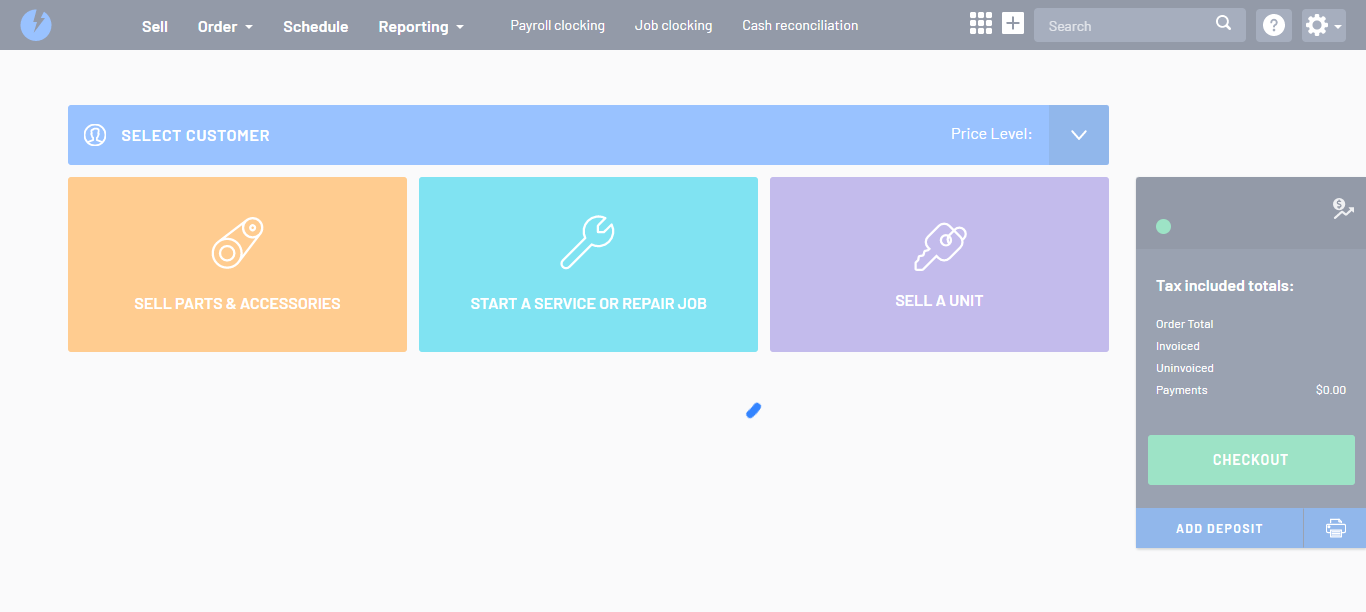 Sell Order Schedule Reporting Payroll clocking Job clocking Cash reconciliation Search
SELECT CUSTOMER Price Level:
SELL PARTS & ACCESSORIES
START A SERVICE OR REPAIR JOB
SELL A UNIT
Tax included totals:
Order Total
Invoiced
Uninvoiced
Payments $0.00
CHECKOUT
ADD DEPOSIT